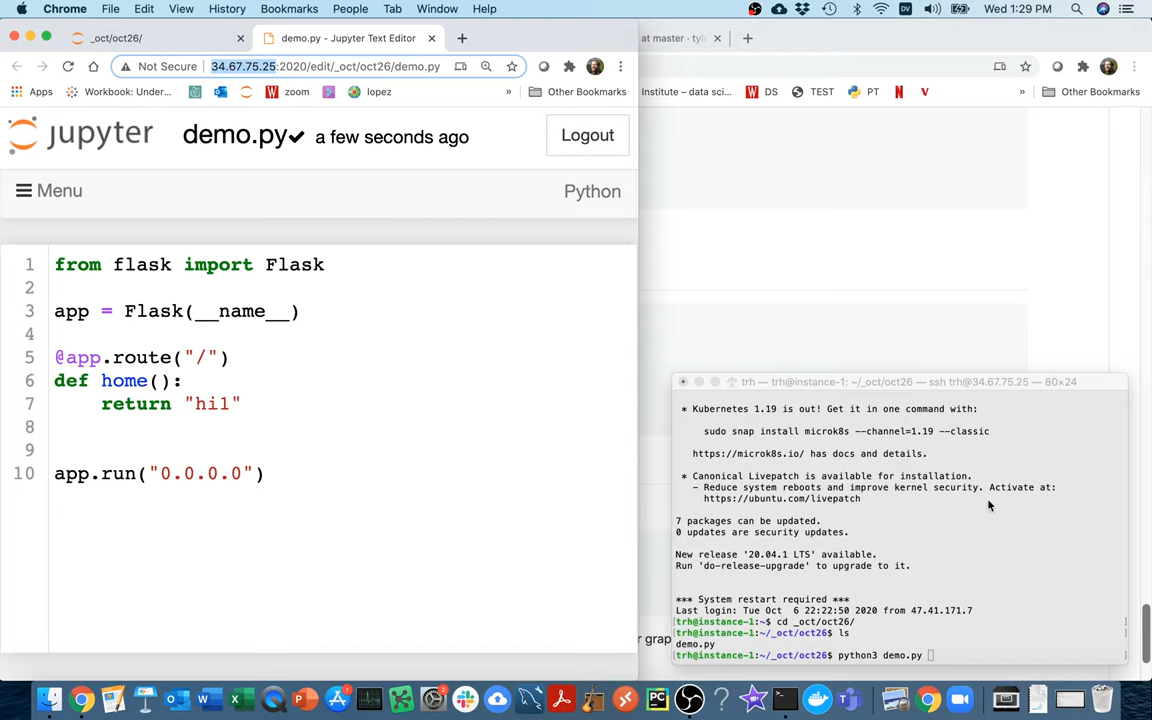 Chrome File Edit View History Bookmarks People Tab Window Help Wed 1:29 PM
_oct/oct26/ demo.py - Jupyter Text Editor at master · tyle
Not Secure 34.67.75.25:2020/edit/_oct/oct26/demo.py
Apps Workbook: Under... zoom lopez » Other Bookmarks Institute – data sci... DS TEST PT » Other Bookmarks
jupyter demo.py✔ a few seconds ago Logout
Menu Python
1 from flask import Flask
2
3 app = Flask(__name__)
4
5 @app.route("/")
6 def home():
7 return "hi1"
8
9
10 app.run("0.0.0.0")
trh — trh@instance-1: ~/_oct/oct26 — ssh trh@34.67.75.25 — 80×24
* Kubernetes 1.19 is out! Get it in one command with:
sudo snap install microk8s --channel=1.19 --classic
https://microk8s.io/ has docs and details.
* Canonical Livepatch is available for installation.
- Reduce system reboots and improve kernel security. Activate at:
https://ubuntu.com/livepatch
7 packages can be updated.
0 updates are security updates.
New release '20.04.1 LTS' available.
Run 'do-release-upgrade' to upgrade to it.
*** System restart required ***
Last login: Tue Oct  6 22:22:50 2020 from 47.41.171.7
[trh@instance-1:~$ cd _oct/oct26/ ]
[trh@instance-1:~/_oct/oct26$ ls ]
demo.py
[trh@instance-1:~/_oct/oct26$ python3 demo.py ]
r grap